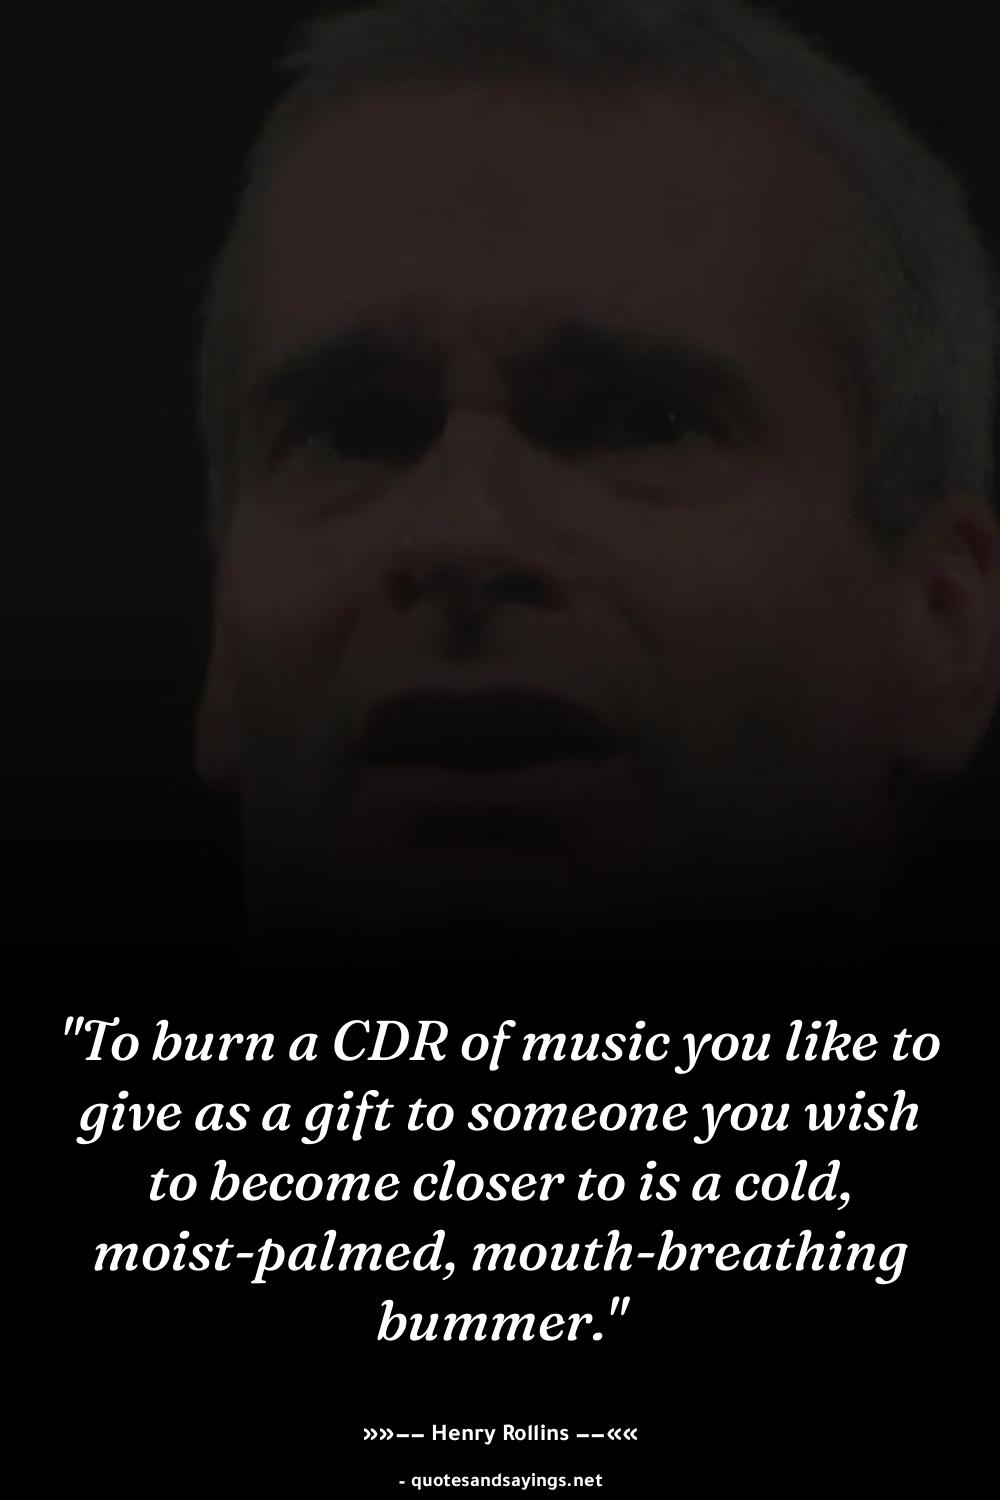 "To burn a CDR of music you like to
give as a gift to someone you wish
to become closer to is a cold,
moist-palmed, mouth-breathing
bummer."
»»−− Henry Rollins −−««
- quotesandsayings.net